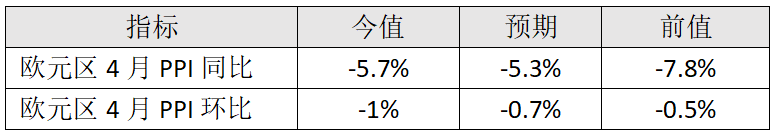 指标 今值 预期 前值
欧元区 4 月 PPI 同比 -5.7% -5.3% -7.8%
欧元区 4 月 PPI 环比 -1% -0.7% -0.5%